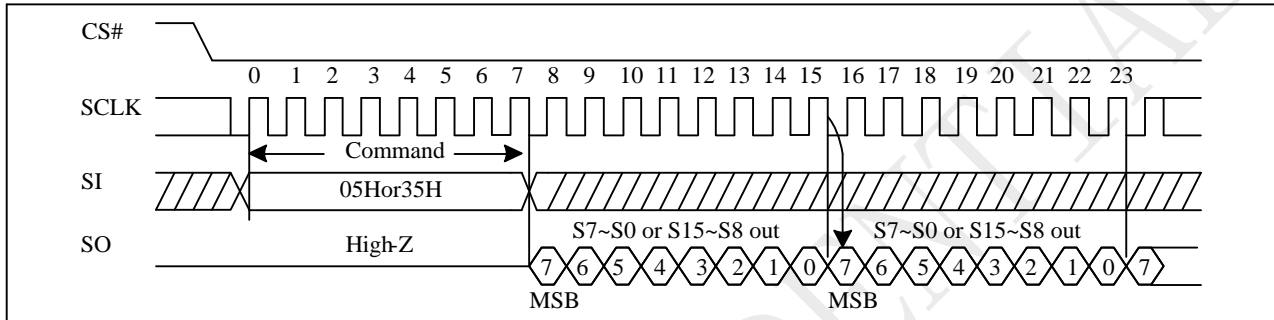 CS#
0 1 2 3 4 5 6 7 8 9 10 11 12 13 14 15 16 17 18 19 20 21 22 23
SCLK
Command
SI
05Hor35H
S7~S0 or S15~S8 out S7~S0 or S15~S8 out
SO
High-Z
7 6 5 4 3 2 1 0 7 6 5 4 3 2 1 0 7
MSB MSB